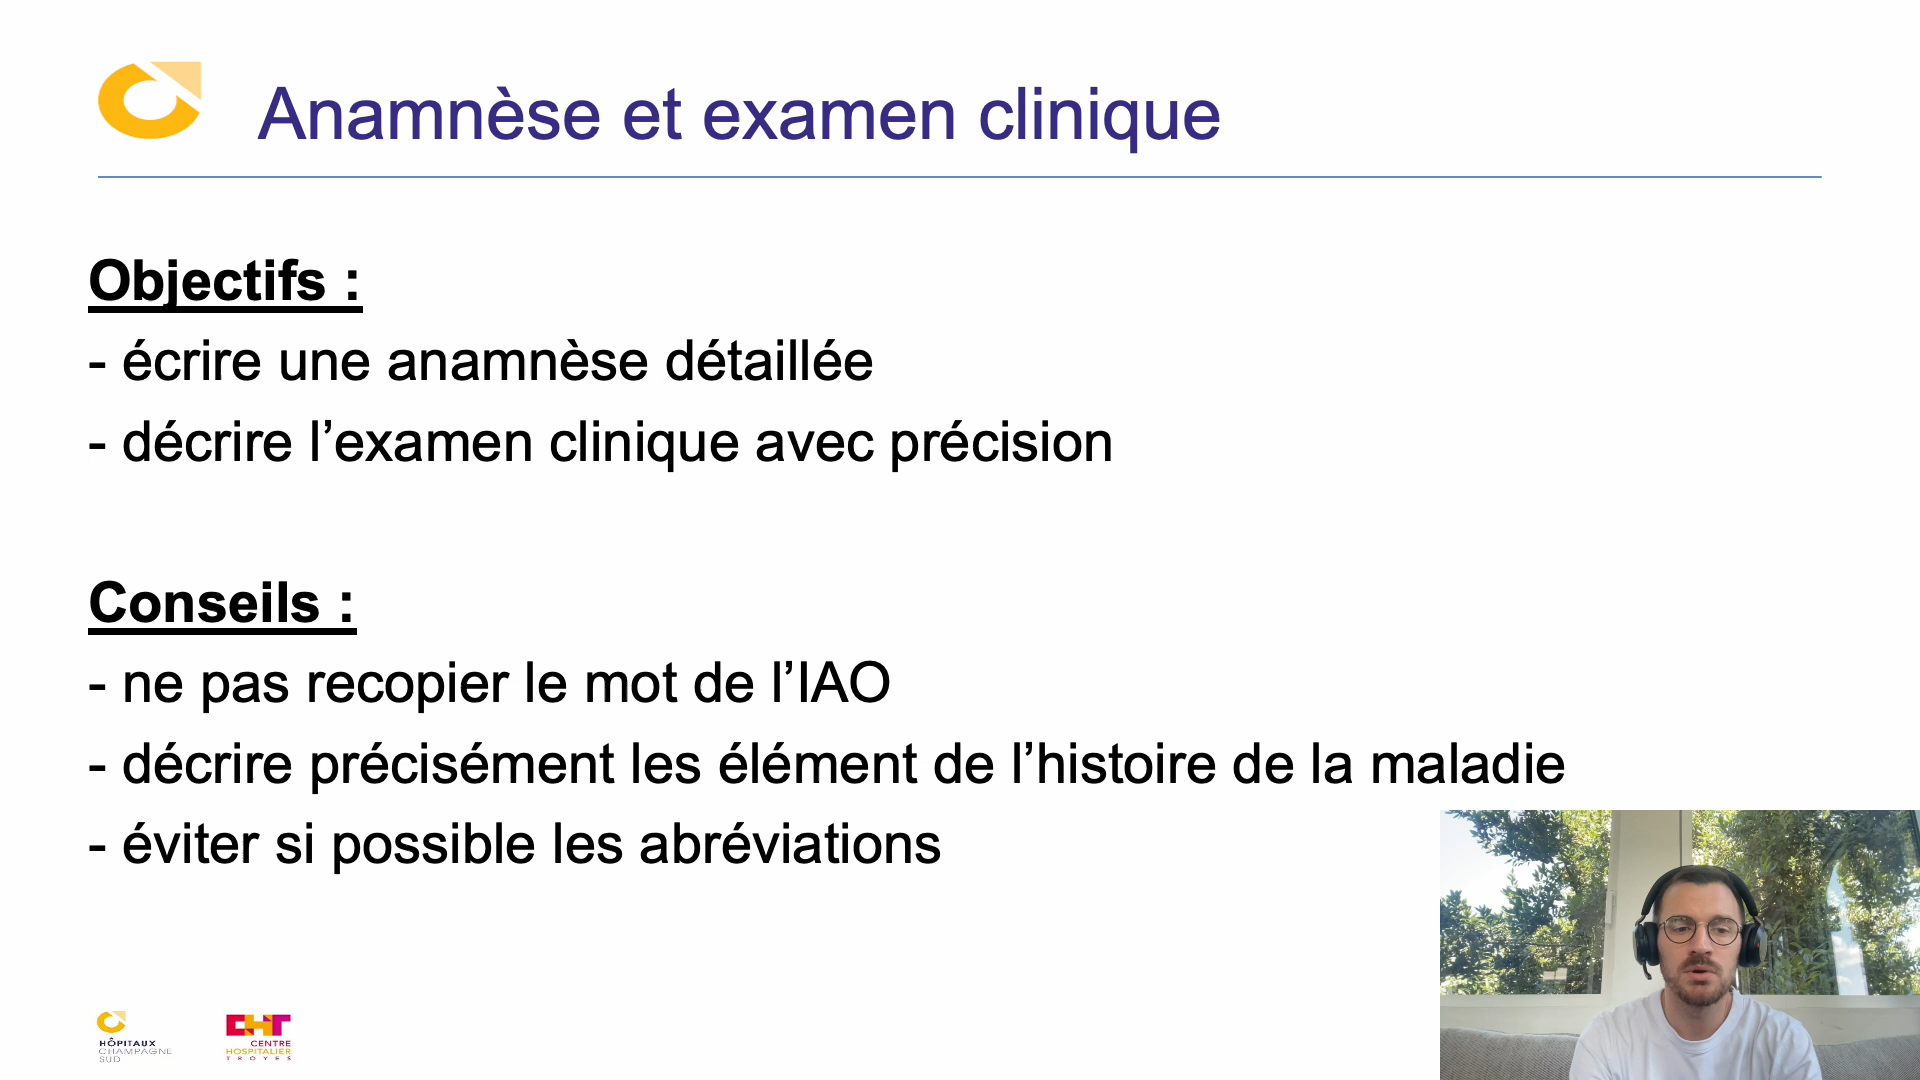 Anamnèse et examen clinique
Objectifs :
- écrire une anamnèse détaillée
- décrire l’examen clinique avec précision
Conseils :
- ne pas recopier le mot de l’IAO
- décrire précisément les élément de l’histoire de la maladie
- éviter si possible les abréviations
HÔPITAUX
CHAMPAGNE
SUD
CHT
CENTRE
HOSPITALIER
TROYES